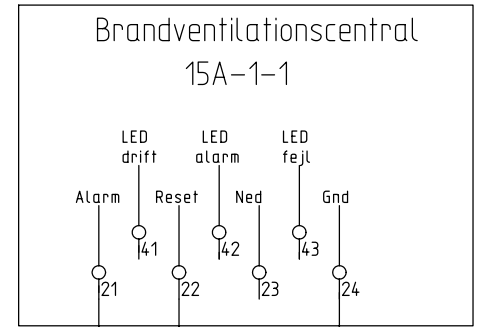 Brandventilationscentral
15A-1-1
LED LED LED
drift alarm fejl
Alarm Reset Ned Gnd
41 42 43
21 22 23 24